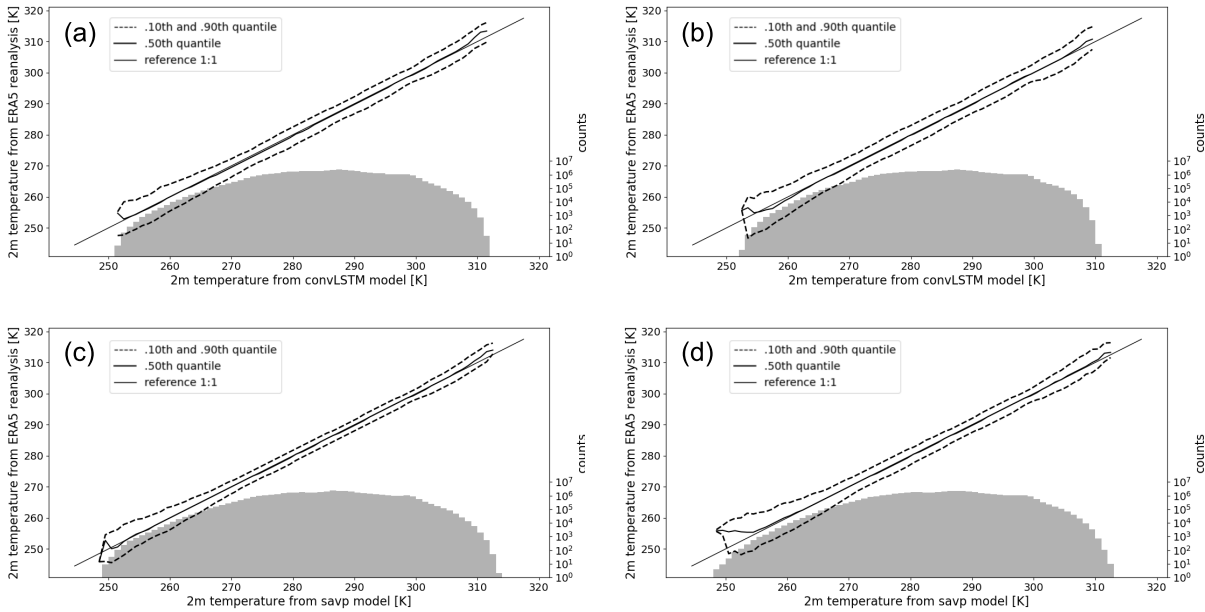 (a)
2m temperature from ERA5 reanalysis [K]
320
310
300
290
280
270
260
250
.10th and .90th quantile
.50th quantile
reference 1:1
counts
10^7
10^6
10^5
10^4
10^3
10^2
10^1
10^0
250 260 270 280 290 300 310 320
2m temperature from convLSTM model [K]
(b)
2m temperature from ERA5 reanalysis [K]
320
310
300
290
280
270
260
250
.10th and .90th quantile
.50th quantile
reference 1:1
counts
10^7
10^6
10^5
10^4
10^3
10^2
10^1
10^0
250 260 270 280 290 300 310 320
2m temperature from convLSTM model [K]
(c)
2m temperature from ERA5 reanalysis [K]
320
310
300
290
280
270
260
250
.10th and .90th quantile
.50th quantile
reference 1:1
counts
10^7
10^6
10^5
10^4
10^3
10^2
10^1
10^0
250 260 270 280 290 300 310 320
2m temperature from savp model [K]
(d)
2m temperature from ERA5 reanalysis [K]
320
310
300
290
280
270
260
250
.10th and .90th quantile
.50th quantile
reference 1:1
counts
10^7
10^6
10^5
10^4
10^3
10^2
10^1
10^0
250 260 270 280 290 300 310 320
2m temperature from savp model [K]